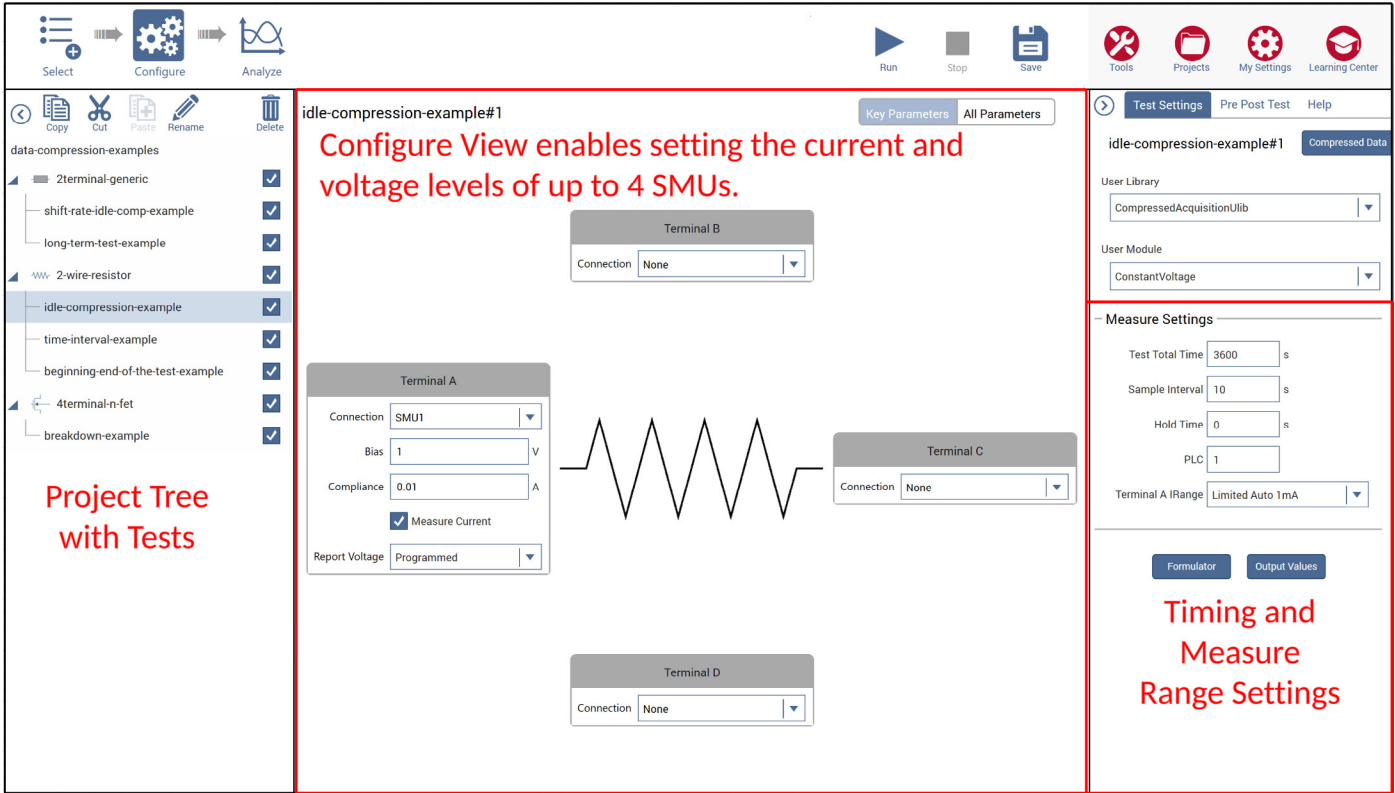 Select
Configure
Analyze
Run
Stop
Save
Tools
Projects
My Settings
Learning Center
Copy
Cut
Paste
Rename
Delete
data-compression-examples
2terminal-generic
shift-rate-idle-comp-example
long-term-test-example
2-wire-resistor
idle-compression-example
time-interval-example
beginning-end-of-the-test-example
4terminal-n-fet
breakdown-example
Project Tree
with Tests
idle-compression-example#1
Key Parameters
All Parameters
Configure View enables setting the current and
voltage levels of up to 4 SMUs.
Terminal B
Connection None
Terminal A
Connection SMU1
Bias 1 V
Compliance 0.01 A
Measure Current
Report Voltage Programmed
Terminal C
Connection None
Terminal D
Connection None
Test Settings
Pre Post Test
Help
idle-compression-example#1
Compressed Data
User Library
CompressedAcquisitionUlib
User Module
ConstantVoltage
Measure Settings
Test Total Time 3600 s
Sample Interval 10 s
Hold Time 0 s
PLC 1
Terminal A IRange Limited Auto 1mA
Formulator
Output Values
Timing and
Measure
Range Settings